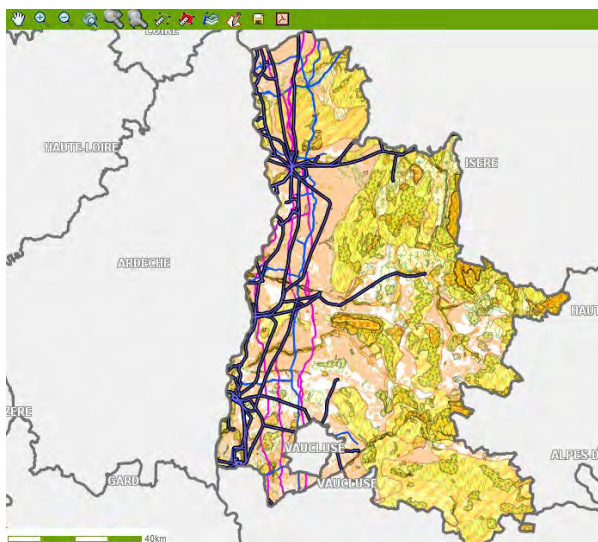 LOIRE
HAUTE-LOIRE
ISERE
ARDECHE
HAUT
ZERE
VAUCLUSE
ALPES-D
GARD
VAUCLUSE
40km